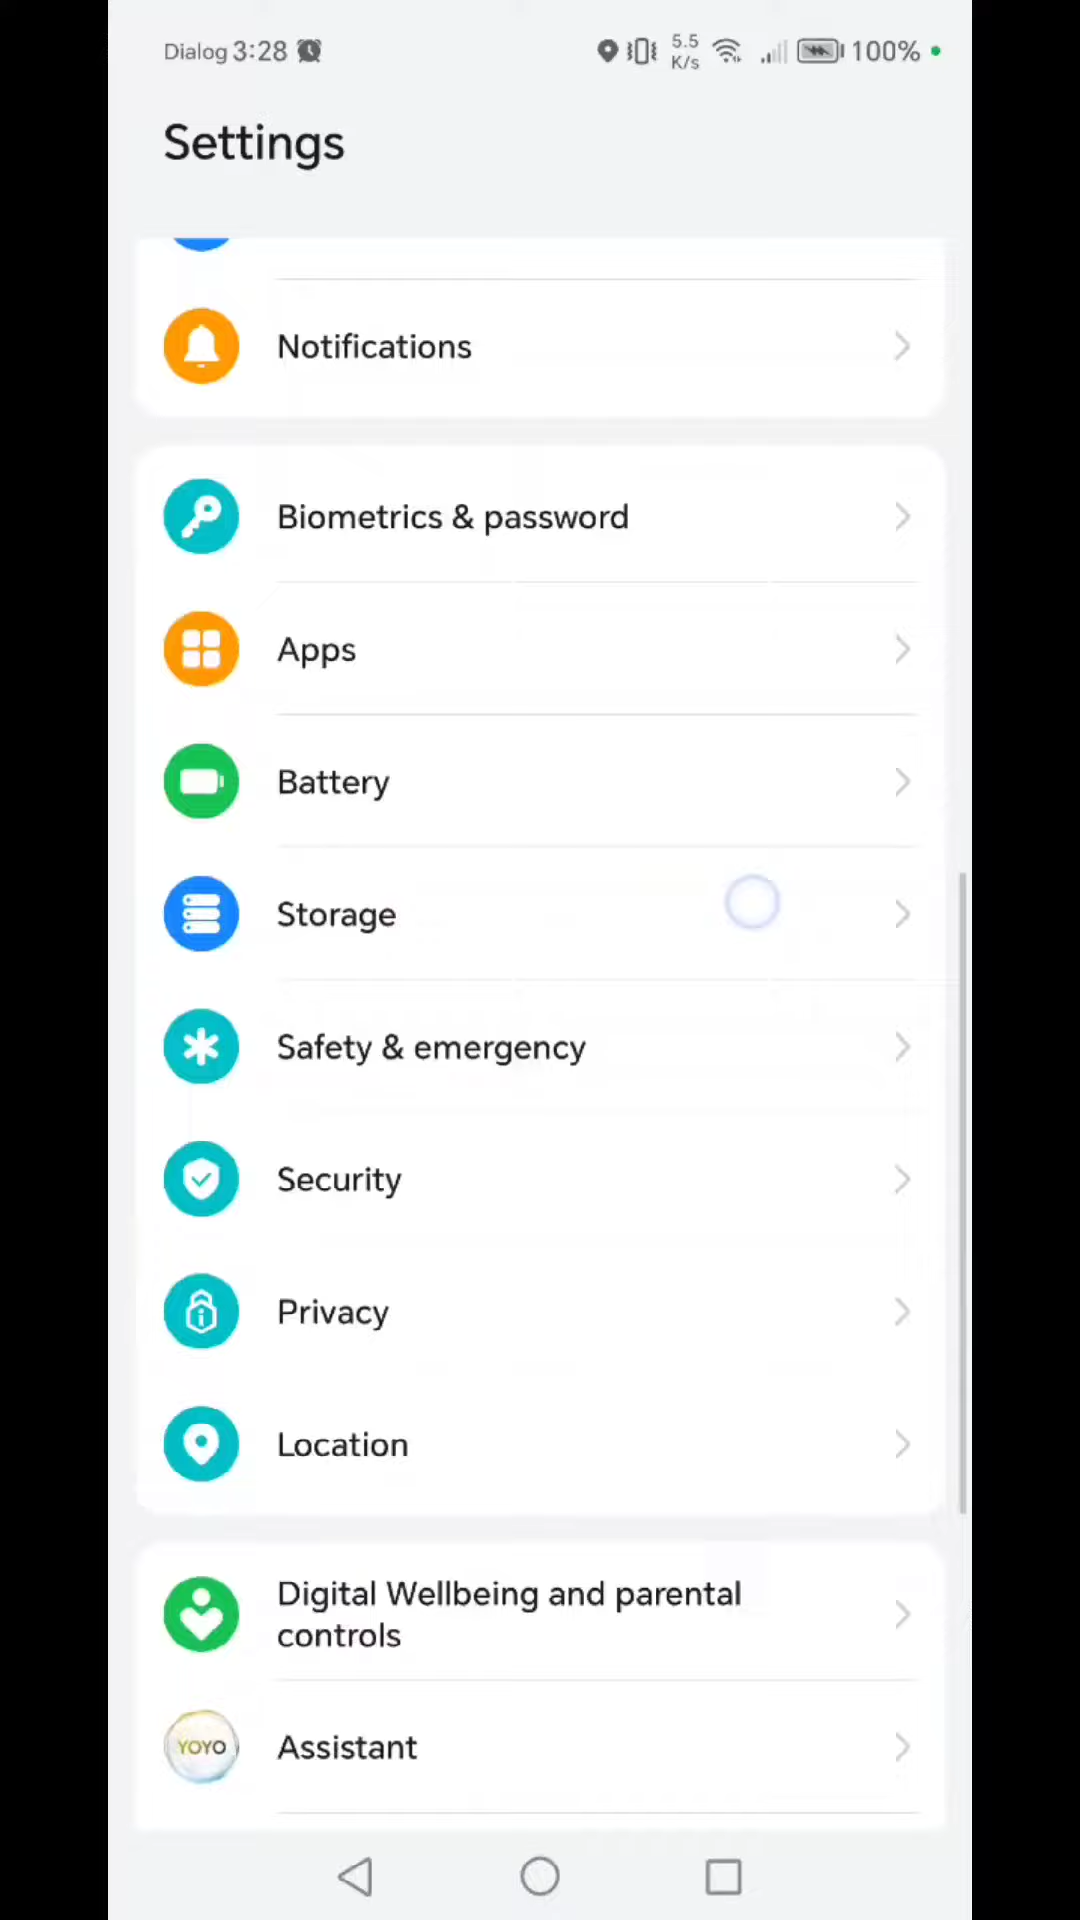 Dialog 3:28 5.5 K/s 100%
Settings
Notifications
Biometrics & password
Apps
Battery
Storage
Safety & emergency
Security
Privacy
Location
Digital Wellbeing and parental
controls
YOYO Assistant